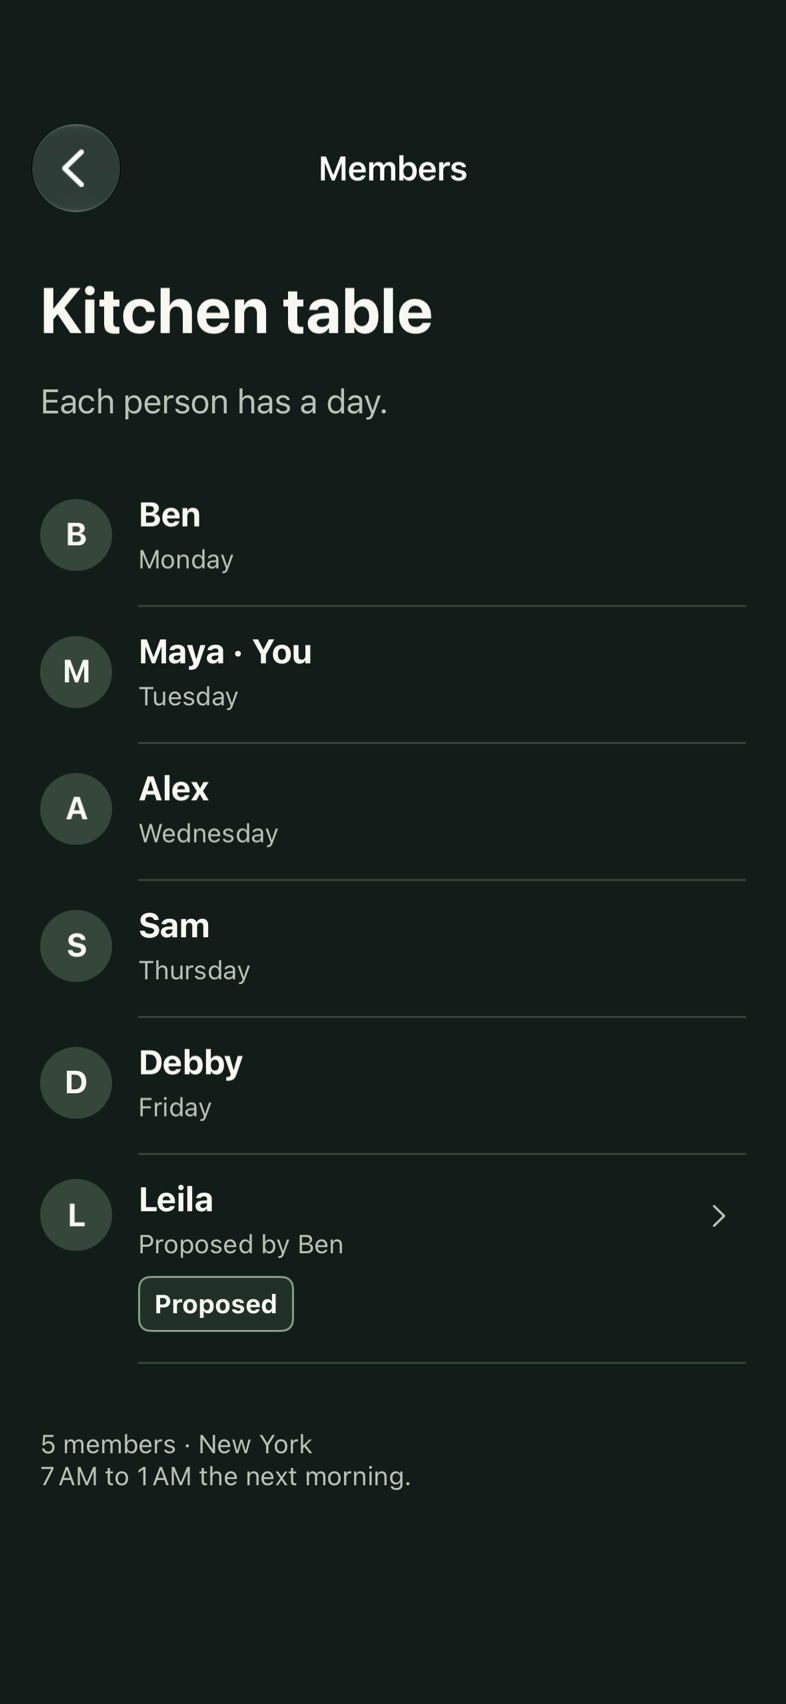 Members
Kitchen table
Each person has a day.
B
Ben
Monday
M
Maya · You
Tuesday
A
Alex
Wednesday
S
Sam
Thursday
D
Debby
Friday
L
Leila
Proposed by Ben
Proposed
5 members · New York
7 AM to 1 AM the next morning.